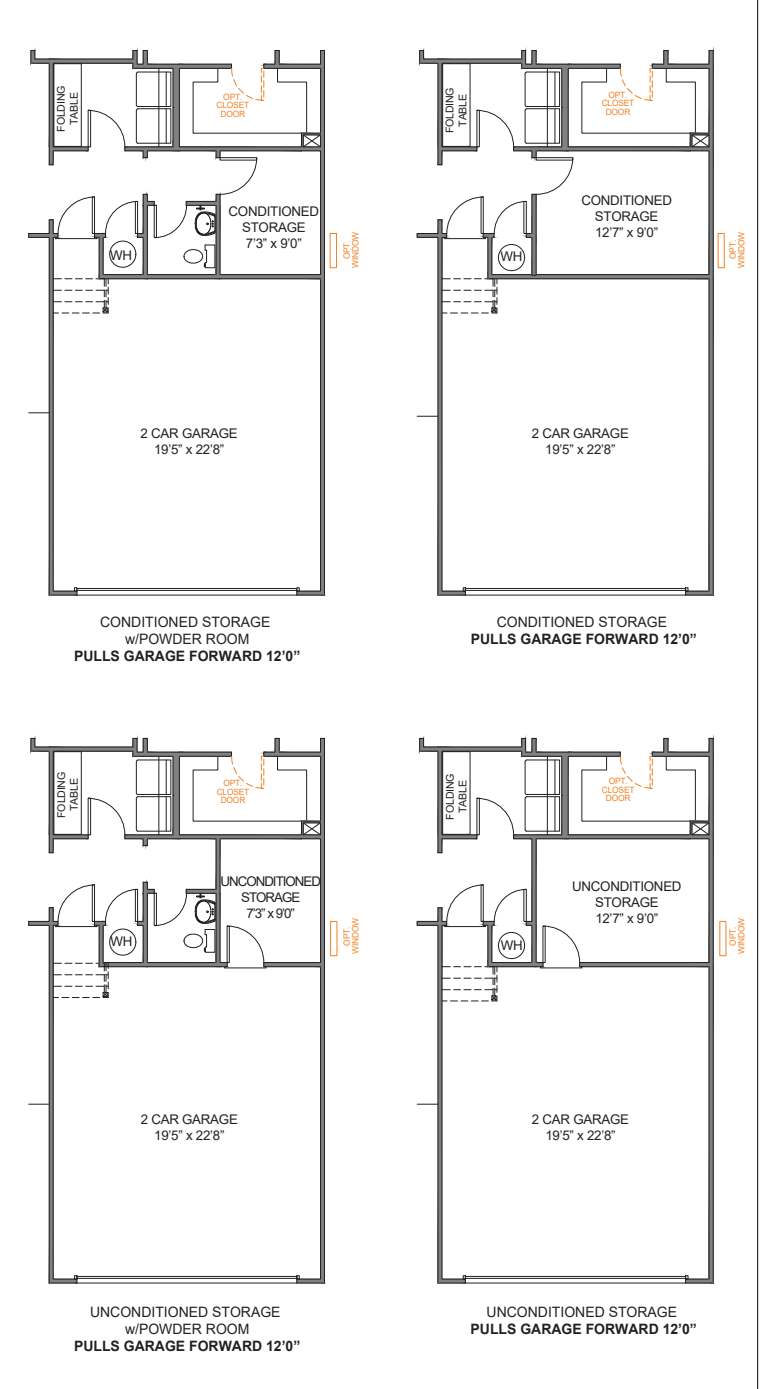 FOLDING
TABLE
OPT.
CLOSET
DOOR
CONDITIONED
STORAGE
7'3" x 9'0"
WH
OPT.
WINDOW
2 CAR GARAGE
19'5" x 22'8"
CONDITIONED STORAGE
w/POWDER ROOM
PULLS GARAGE FORWARD 12'0"
FOLDING
TABLE
OPT.
CLOSET
DOOR
CONDITIONED
STORAGE
12'7" x 9'0"
WH
OPT.
WINDOW
2 CAR GARAGE
19'5" x 22'8"
CONDITIONED STORAGE
PULLS GARAGE FORWARD 12'0"
FOLDING
TABLE
OPT.
CLOSET
DOOR
UNCONDITIONED
STORAGE
7'3" x 9'0"
WH
OPT.
WINDOW
2 CAR GARAGE
19'5" x 22'8"
UNCONDITIONED STORAGE
w/POWDER ROOM
PULLS GARAGE FORWARD 12'0"
FOLDING
TABLE
OPT.
CLOSET
DOOR
UNCONDITIONED
STORAGE
12'7" x 9'0"
WH
OPT.
WINDOW
2 CAR GARAGE
19'5" x 22'8"
UNCONDITIONED STORAGE
PULLS GARAGE FORWARD 12'0"